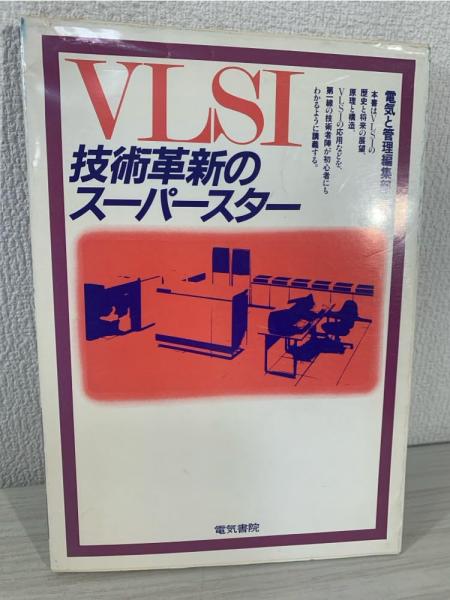 VLSI
技術革新の
スーパースター
電気と管理編集部
本書はVLSIの
歴史と将来の展望、
原理と構造、
VLSIの応用などを、
第一線の技術者陣が初心者にも
わかるように講義する。
電気書院